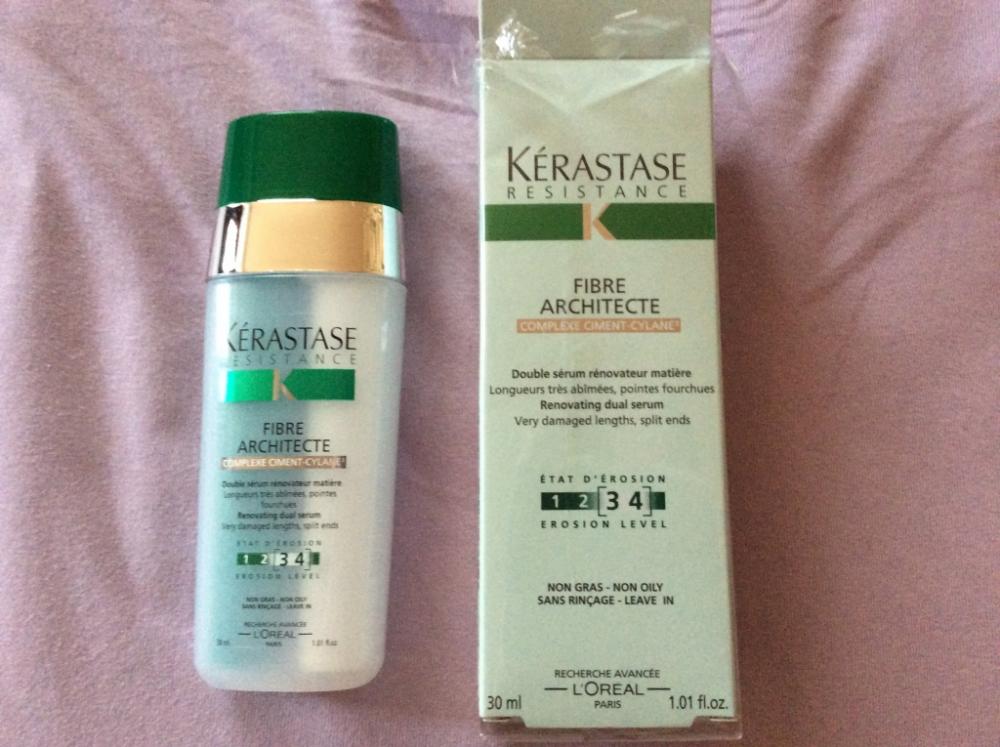 KÉRASTASE
RESISTANCE
K
FIBRE
ARCHITECTE
COMPLEXE CIMENT-CYLANE³
Double sérum rénovateur matière
Longueurs très abîmées, pointes
fourchues
Renovating dual serum
Very damaged lengths, split ends
ÉTAT D'ÉROSION
1 2 [3 4]
EROSION LEVEL
NON GRAS - NON OILY
SANS RINÇAGE - LEAVE IN
RECHERCHE AVANCÉE
L'ORÉAL
PARIS
30 ml 1.01 fl.oz.
KÉRASTASE
RESISTANCE
K
FIBRE
ARCHITECTE
COMPLEXE CIMENT-CYLANE³
Double sérum rénovateur matière
Longueurs très abîmées, pointes fourchues
Renovating dual serum
Very damaged lengths, split ends
ÉTAT D'ÉROSION
1 2 [3 4]
EROSION LEVEL
NON GRAS - NON OILY
SANS RINÇAGE - LEAVE IN
RECHERCHE AVANCÉE
L'ORÉAL
PARIS
30 ml 1.01 fl.oz.